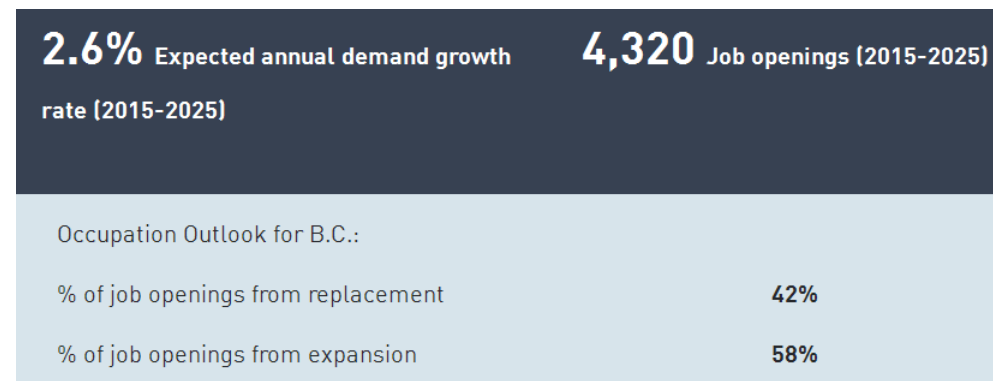 2.6% Expected annual demand growth
rate (2015-2025)
4,320 Job openings (2015-2025)
Occupation Outlook for B.C.:
% of job openings from replacement 42%
% of job openings from expansion 58%